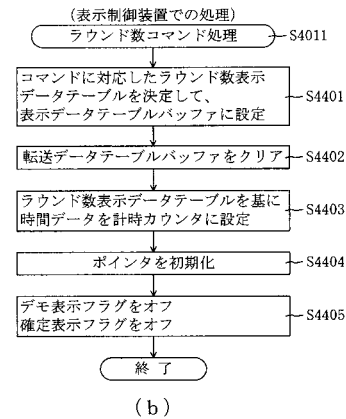 (表示制御装置での処理)
ラウンド数コマンド処理
S4011
コマンドに対応したラウンド数表示
データテーブルを決定して、
表示データテーブルバッファに設定
S4401
転送データテーブルバッファをクリア
S4402
ラウンド数表示データテーブルを基に
時間データを計時カウンタに設定
S4403
ポインタを初期化
S4404
デモ表示フラグをオフ
確定表示フラグをオフ
S4405
終了
(b)